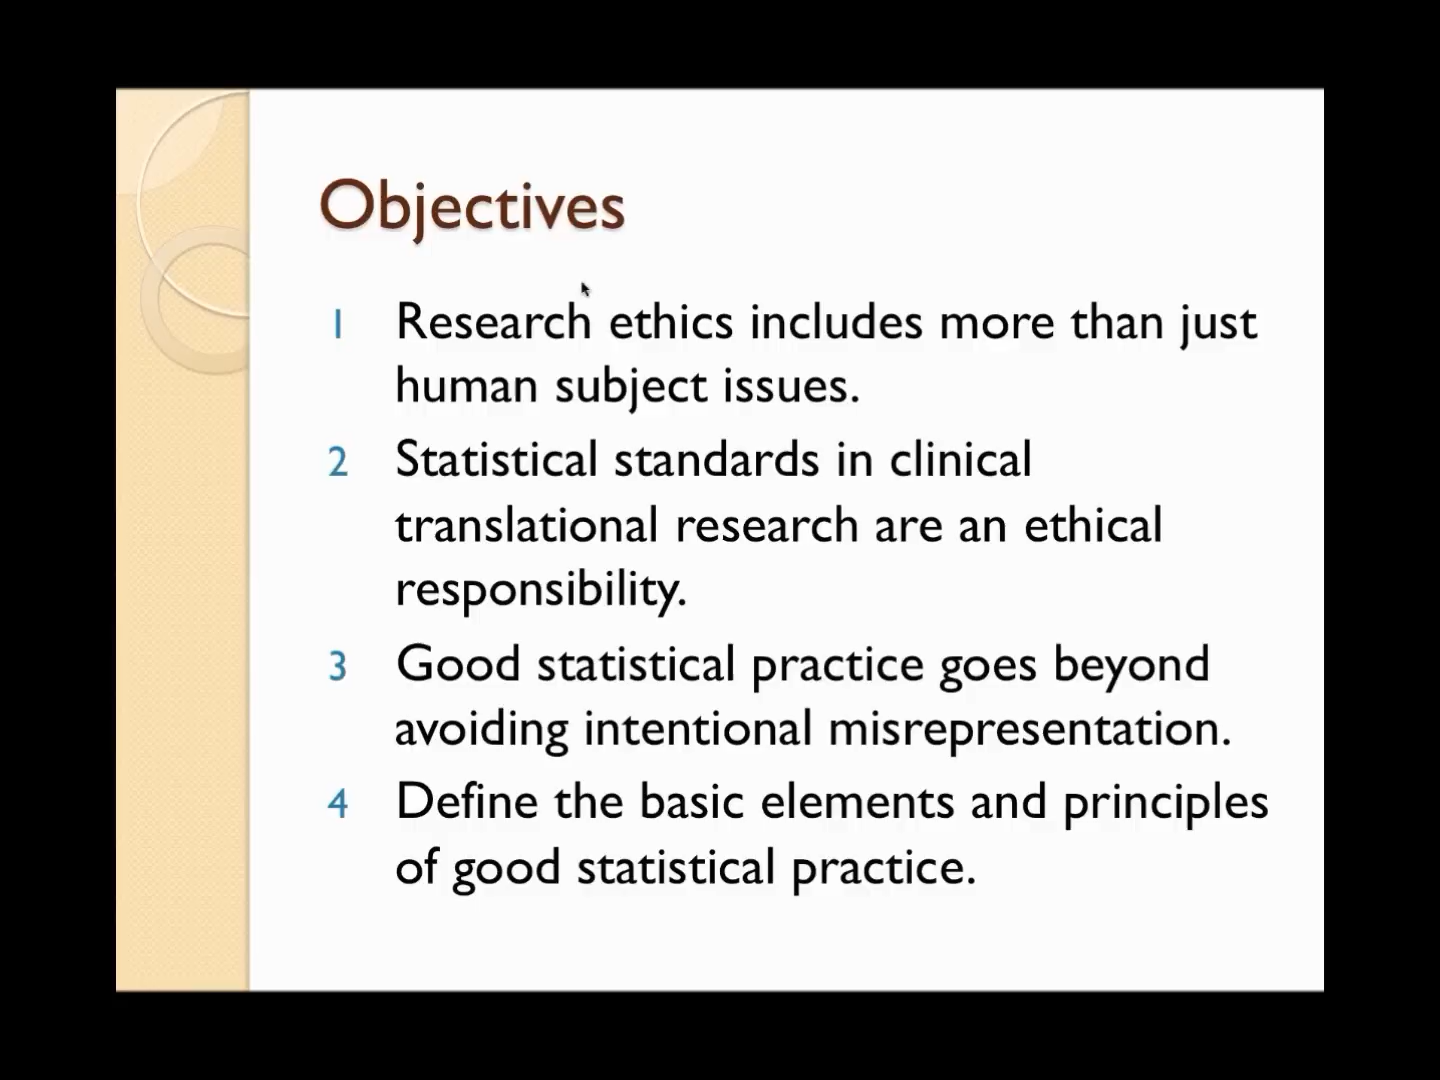 Objectives
1 Research ethics includes more than just
human subject issues.
2 Statistical standards in clinical
translational research are an ethical
responsibility.
3 Good statistical practice goes beyond
avoiding intentional misrepresentation.
4 Define the basic elements and principles
of good statistical practice.